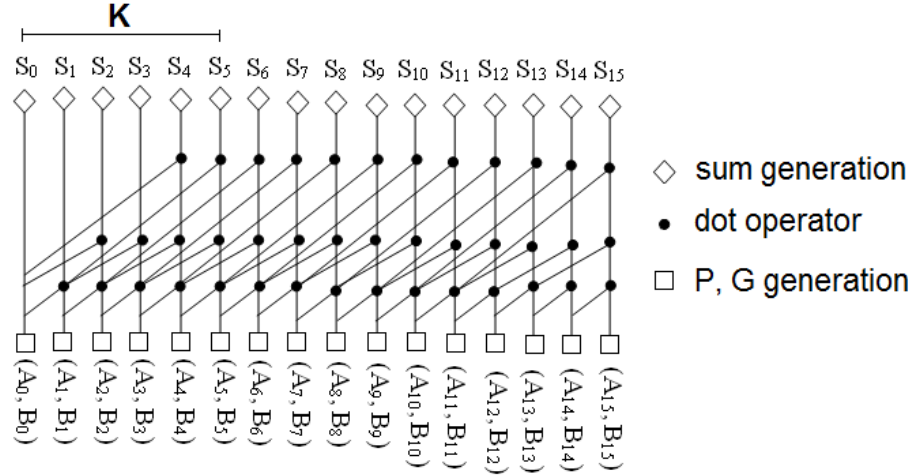 K
S₀ S₁ S₂ S₃ S₄ S₅ S₆ S₇ S₈ S₉ S₁₀ S₁₁ S₁₂ S₁₃ S₁₄ S₁₅
sum generation
dot operator
P, G generation
(A₀, B₀)
(A₁, B₁)
(A₂, B₂)
(A₃, B₃)
(A₄, B₄)
(A₅, B₅)
(A₆, B₆)
(A₇, B₇)
(A₈, B₈)
(A₉, B₉)
(A₁₀, B₁₀)
(A₁₁, B₁₁)
(A₁₂, B₁₂)
(A₁₃, B₁₃)
(A₁₄, B₁₄)
(A₁₅, B₁₅)